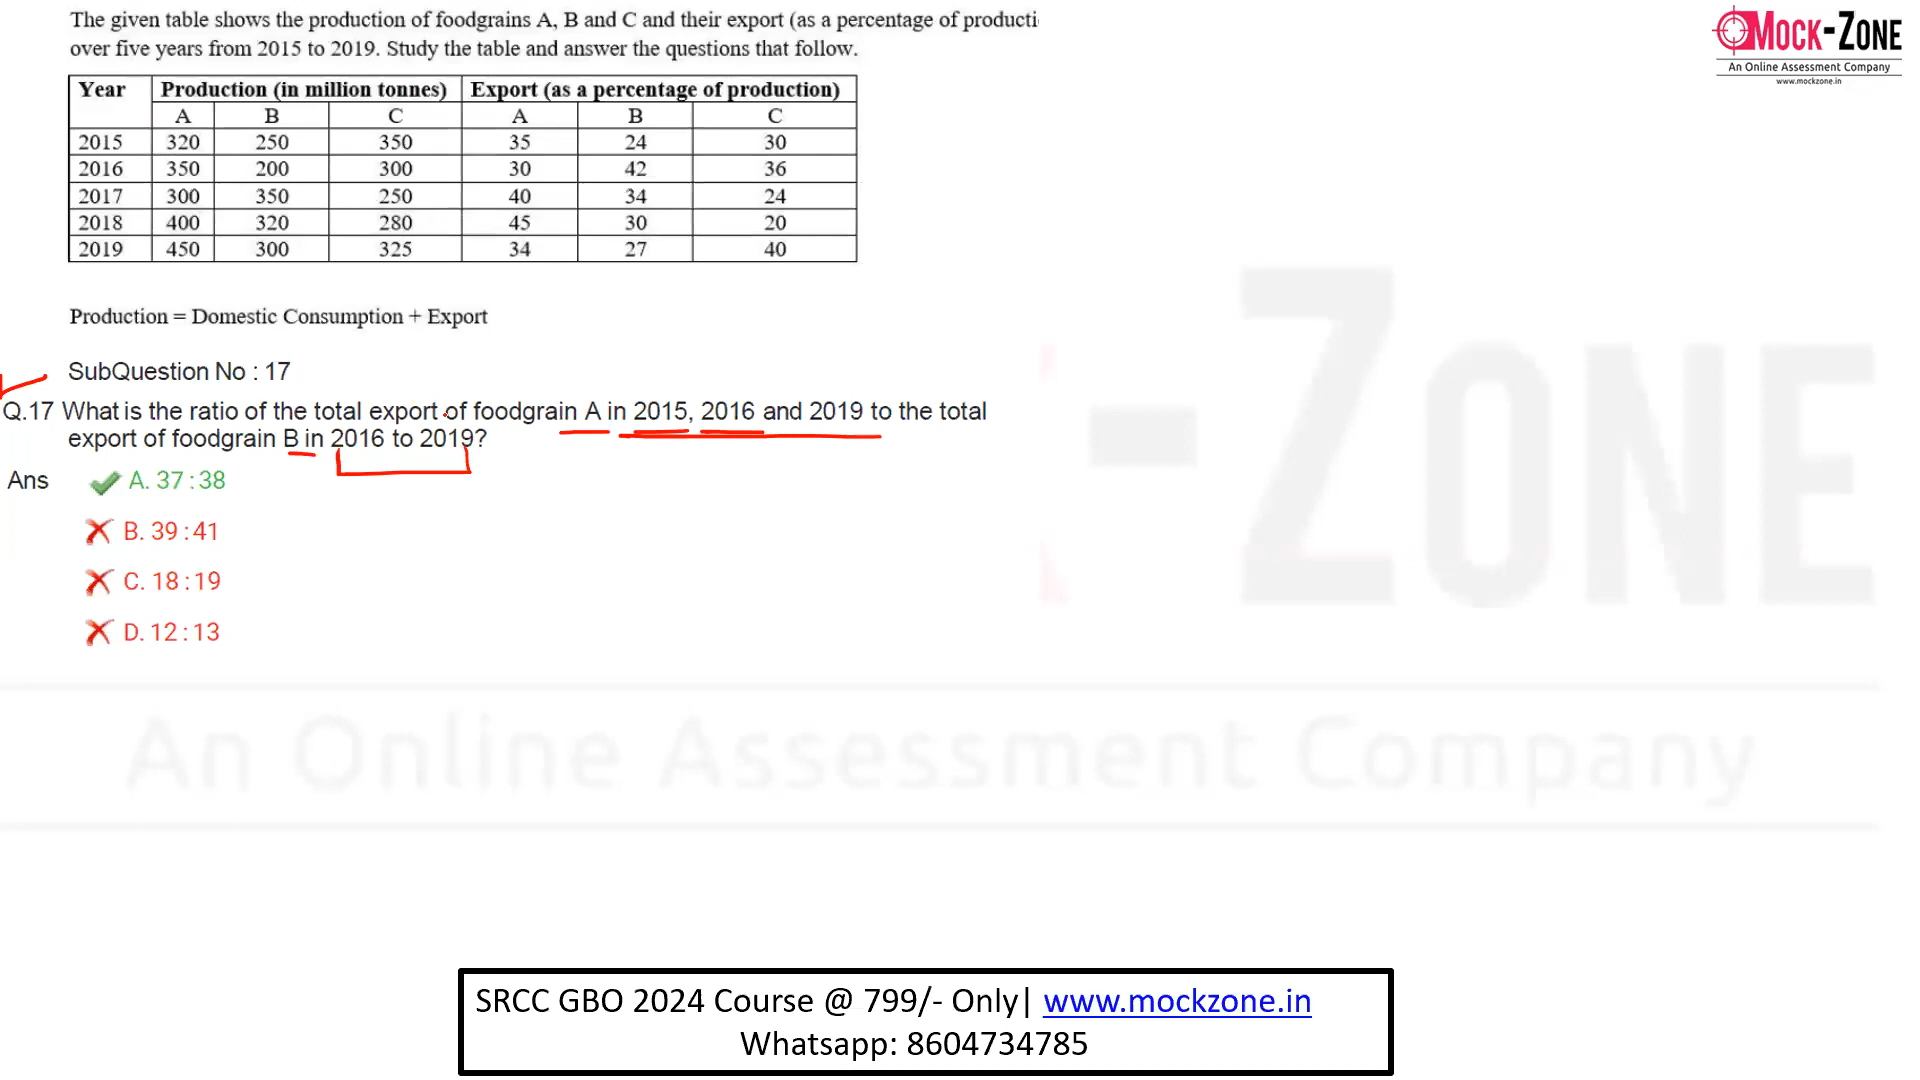 The given table shows the production of foodgrains A, B and C and their export (as a percentage of producti
over five years from 2015 to 2019. Study the table and answer the questions that follow.
MOCK-ZONE
An Online Assessment Company
www.mockzone.in
Year Production (in million tonnes) Export (as a percentage of production)
A B C A B C
2015 320 250 350 35 24 30
2016 350 200 300 30 42 36
2017 300 350 250 40 34 24
2018 400 320 280 45 30 20
2019 450 300 325 34 27 40
Production = Domestic Consumption + Export
SubQuestion No : 17
Q.17 What is the ratio of the total export of foodgrain A in 2015, 2016 and 2019 to the total
export of foodgrain B in 2016 to 2019?
Ans A. 37 : 38
B. 39 : 41
C. 18 : 19
D. 12 : 13
-ZONE
An Online Assessment Company
SRCC GBO 2024 Course @ 799/- Only| www.mockzone.in
Whatsapp: 8604734785